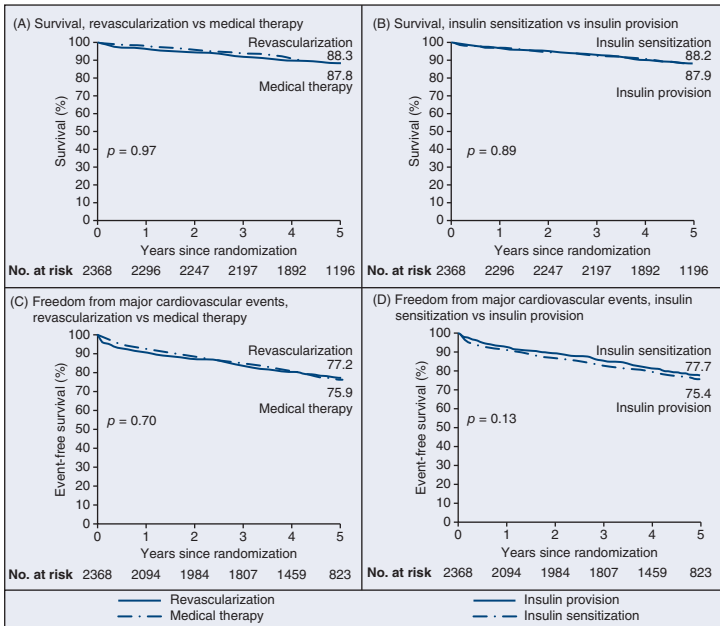 (A) Survival, revascularization vs medical therapy
100
90
80
70
60
50
40
30
20
10
0
Survival (%)
Revascularization
88.3
87.8
Medical therapy
p = 0.97
0 1 2 3 4 5
Years since randomization
No. at risk 2368 2296 2247 2197 1892 1196
(B) Survival, insulin sensitization vs insulin provision
100
90
80
70
60
50
40
30
20
10
0
Survival (%)
Insulin sensitization
88.2
87.9
Insulin provision
p = 0.89
0 1 2 3 4 5
Years since randomization
No. at risk 2368 2296 2247 2197 1892 1196
(C) Freedom from major cardiovascular events,
revascularization vs medical therapy
100
90
80
70
60
50
40
30
20
10
0
Event-free survival (%)
Revascularization
77.2
75.9
Medical therapy
p = 0.70
0 1 2 3 4 5
Years since randomization
No. at risk 2368 2094 1984 1807 1459 823
(D) Freedom from major cardiovascular events, insulin
sensitization vs insulin provision
100
90
80
70
60
50
40
30
20
10
0
Event-free survival (%)
Insulin sensitization
77.7
75.4
Insulin provision
p = 0.13
0 1 2 3 4 5
Years since randomization
No. at risk 2368 2094 1984 1807 1459 823
Revascularization
Medical therapy
Insulin provision
Insulin sensitization